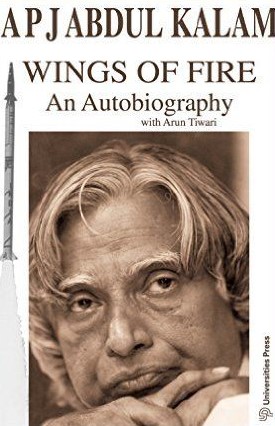 A P J ABDUL KALAM
WINGS OF FIRE
An Autobiography
with Arun Tiwari
Universities Press